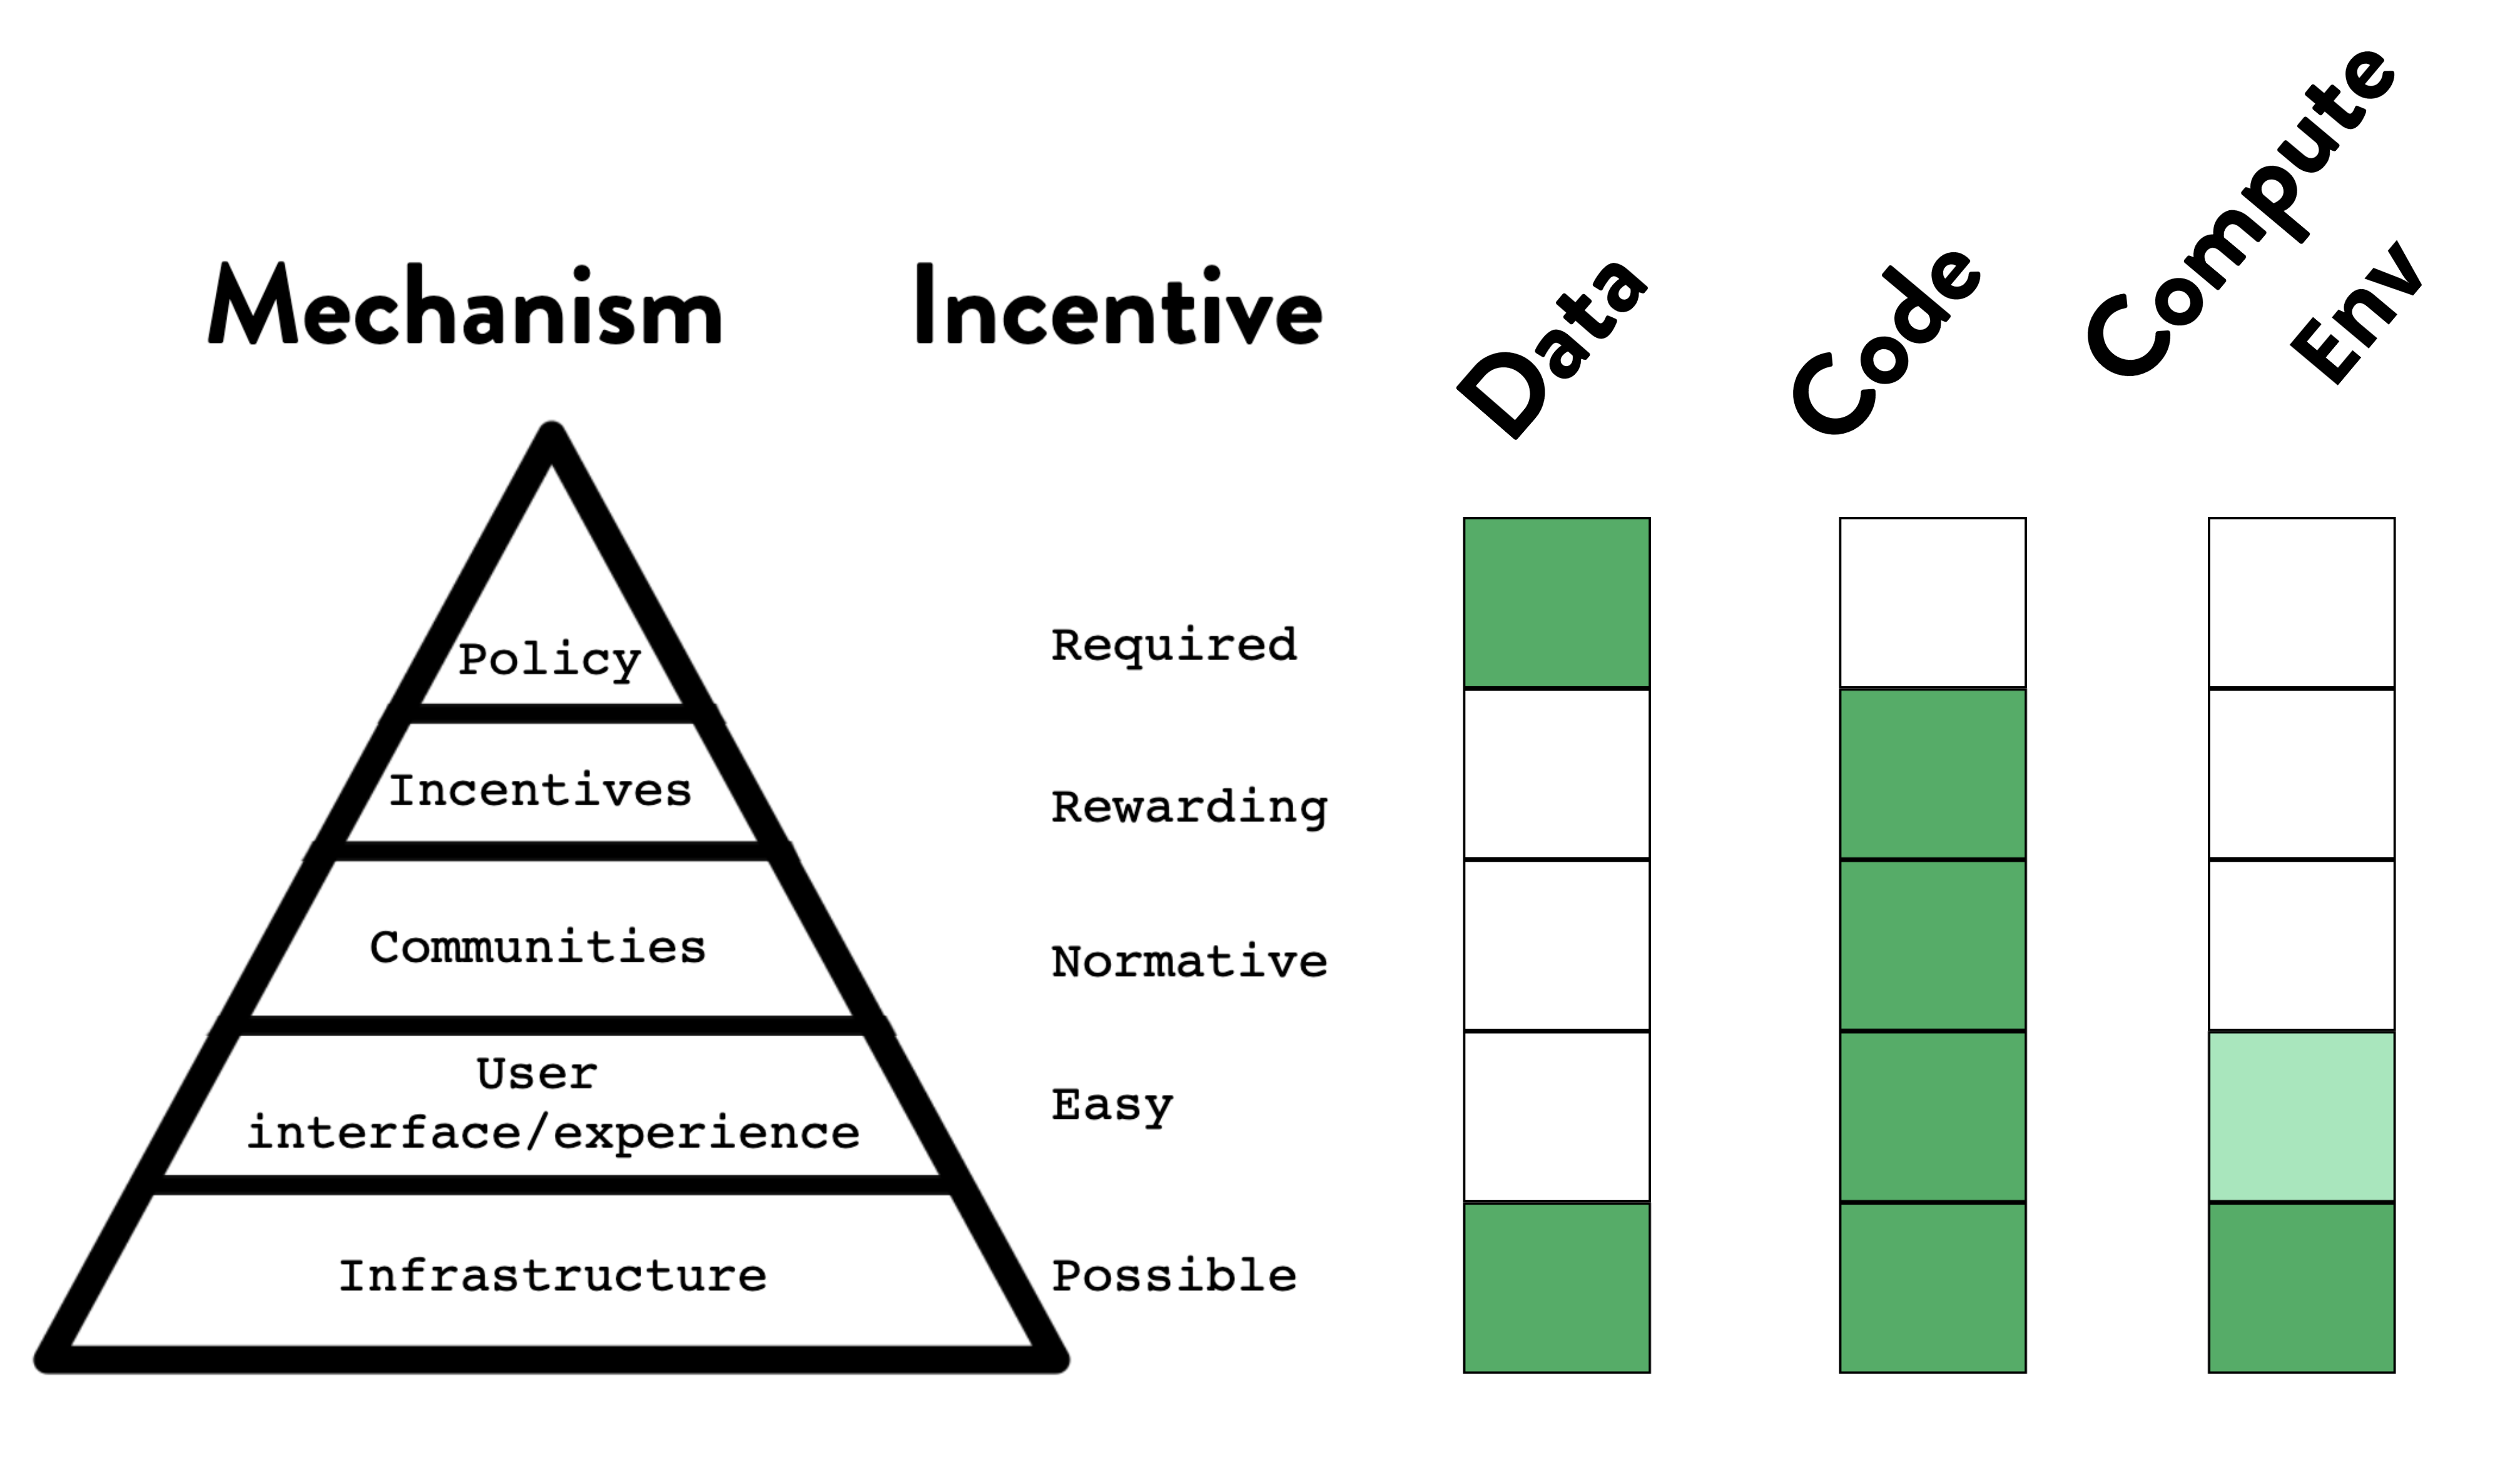 Mechanism
Incentive
Data
Code
Compute
Env
Policy
Required
Incentives
Rewarding
Communities
Normative
User
interface/experience
Easy
Infrastructure
Possible